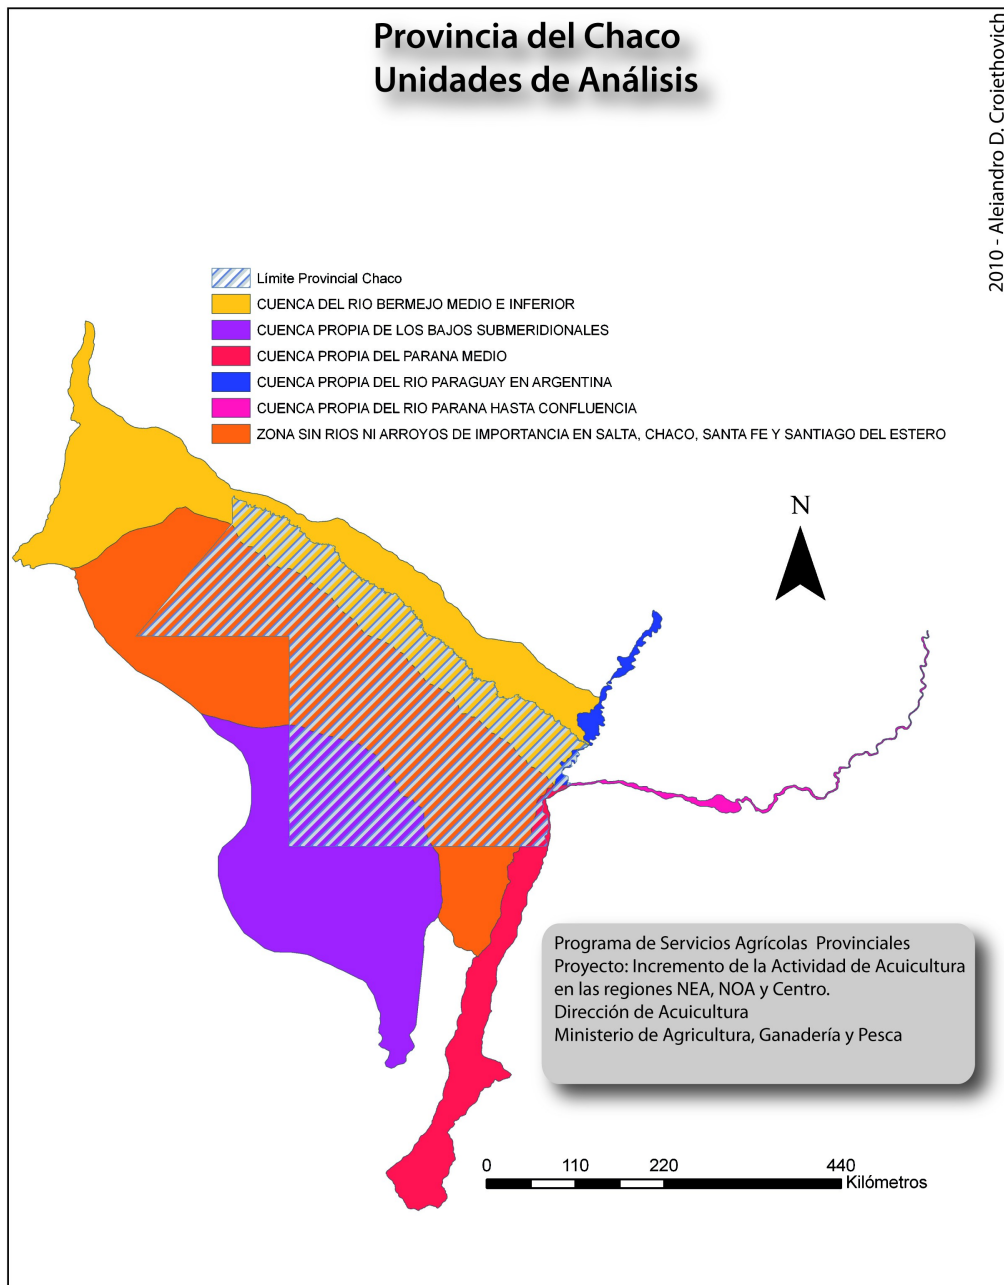 Provincia del Chaco
Unidades de Análisis
2010 - Alejandro D. Croiethovich
Límite Provincial Chaco
CUENCA DEL RIO BERMEJO MEDIO E INFERIOR
CUENCA PROPIA DE LOS BAJOS SUBMERIDIONALES
CUENCA PROPIA DEL PARANA MEDIO
CUENCA PROPIA DEL RIO PARAGUAY EN ARGENTINA
CUENCA PROPIA DEL RIO PARANA HASTA CONFLUENCIA
ZONA SIN RIOS NI ARROYOS DE IMPORTANCIA EN SALTA, CHACO, SANTA FE Y SANTIAGO DEL ESTERO
N
Programa de Servicios Agrícolas Provinciales
Proyecto: Incremento de la Actividad de Acuicultura
en las regiones NEA, NOA y Centro.
Dirección de Acuicultura
Ministerio de Agricultura, Ganadería y Pesca
0 110 220 440
Kilómetros